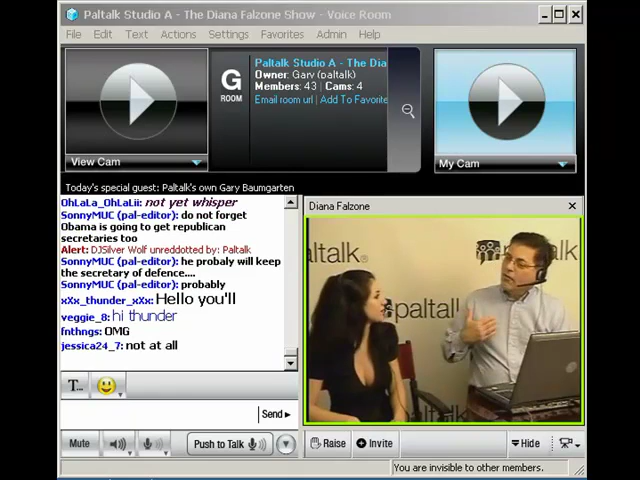 Paltalk Studio A - The Diana Falzone Show - Voice Room
File Edit Text Actions Settings Favorites Admin Help
G
ROOM
Paltalk Studio A - The Dia
Owner: Gary (paltalk)
Members: 43 | Cams: 4
Email room url | Add To Favorite
View Cam
My Cam
Today's special guest: Paltalk's own Gary Baumgarten
OhLaLa_OhLaLii: not yet whisper
SonnyMUC (pal-editor): do not forget
Obama is going to get republican
secretaries too
Alert: DJSilver Wolf unreddotted by: Paltalk
SonnyMUC (pal-editor): he probaly will keep
the secretary of defence....
SonnyMUC (pal-editor): probably
xXx_thunder_xXx: Hello you'll
veggie_8: hi thunder
fnthngs: OMG
jessica24_7: not at all
Diana Falzone
altalk.
paltalk
paltalk
paltalk
T...
Send
Mute
Push to Talk
Raise
Invite
Hide
You are invisible to other members.